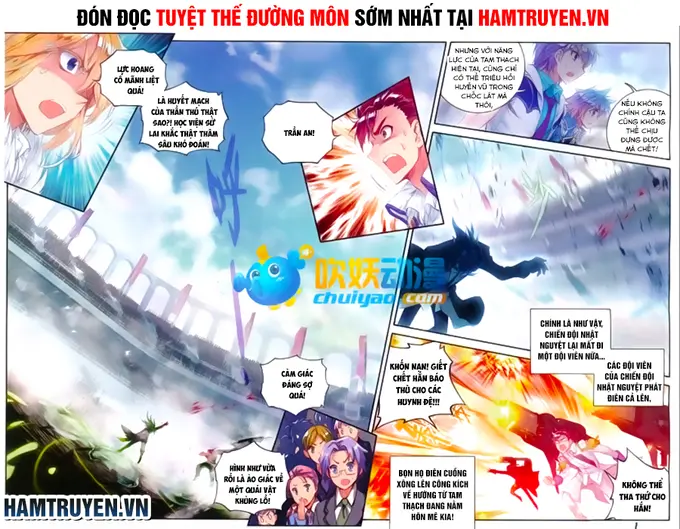 ĐÓN ĐỌC TUYỆT THẾ ĐƯỜNG MÔN SỚM NHẤT TẠI HAMTRUYEN.VN
LỰC HOANG
CỔ MÃNH LIỆT
QUÁ!
LÀ HUYẾT MẠCH
CỦA THẦN THÚ THẬT
SAO?! HỌC VIỆN SỬ
LAI KHẮC THẬT THÂM
SÂU KHÓ ĐOÁN!
TRẦN AN!
NHƯNG VỚI NĂNG
LỰC CỦA TAM THẠCH
HIỆN TẠI, CŨNG CHỈ
CÓ THỂ TRIỆU HỒI
HUYỀN VŨ TRONG
CHỐC LÁT MÀ
THÔI,
NẾU KHÔNG
CHÍNH CẬU TA
CŨNG KHÔNG
THỂ CHỊU
ĐỰNG ĐƯỢC
MÀ CHẾT!
呼
吹妖动漫
chuiyao.com
CHÍNH LÀ NHƯ VẬY,
CHIẾN ĐỘI NHẬT
NGUYỆT LẠI MẤT ĐI
MỘT ĐỘI VIÊN NỮA...
CÁC ĐỘI VIÊN
CỦA CHIẾN ĐỘI
NHẬT NGUYỆT PHÁT
ĐIÊN CẢ LÊN.
CẢM GIÁC
ĐÁNG SỢ
QUÁ!
KHỐN NẠN! GIẾT
CHẾT HẮN BÁO
THÙ CHO CÁC
HUYNH ĐỆ!!!
HÌNH NHƯ VỪA
RỒI LÀ ẢO GIÁC VỀ
MỘT QUÁI VẬT
KHỔNG LỒ!
BỌN HỌ ĐIÊN CUỒNG
XÔNG LÊN CÔNG KÍCH
VỀ HƯỚNG TỪ TAM
THẠCH ĐANG NẰM
HÔN MÊ KIA!
KHÔNG THỂ
THA THỨ CHO
HẮN!
HAMTRUYEN.VN
HAMTRUYEN.VN